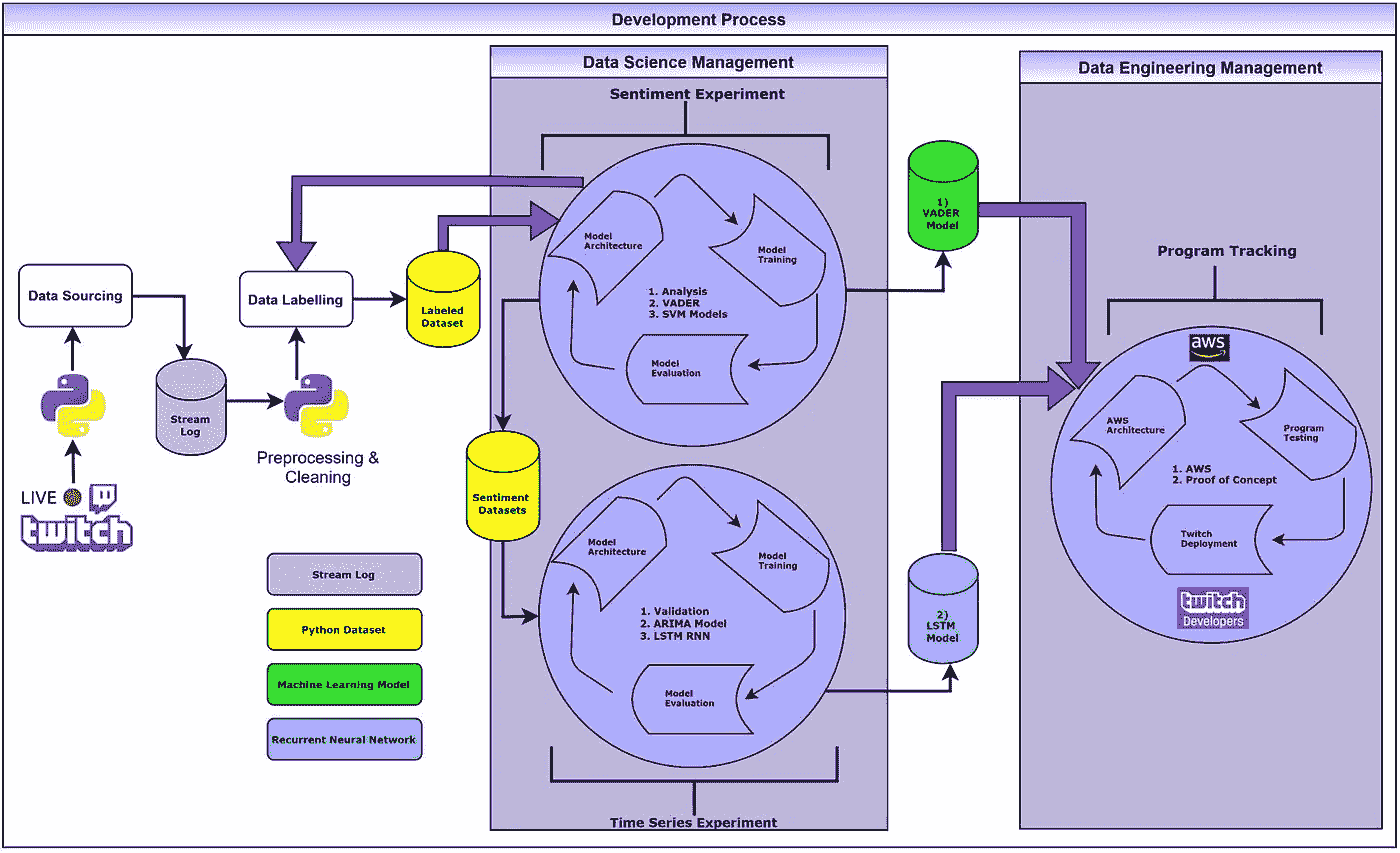 Development Process
Data Science Management
Data Engineering Management
Sentiment Experiment
Model
Architecture
Model
Training
1. Analysis
2. VADER
3. SVM Models
Model
Evaluation
1)
VADER
Model
Program Tracking
aws
AWS
Architecture
Program
Testing
1. AWS
2. Proof of Concept
Twitch
Deployment
twitch
Developers
Data Sourcing
Data Labelling
Labeled
Dataset
Stream
Log
Preprocessing &
Cleaning
LIVE
twitch
Sentiment
Datasets
Model
Architecture
Model
Training
1. Validation
2. ARIMA Model
3. LSTM RNN
Model
Evaluation
2)
LSTM
Model
Stream Log
Python Dataset
Machine Learning Model
Recurrent Neural Network
Time Series Experiment